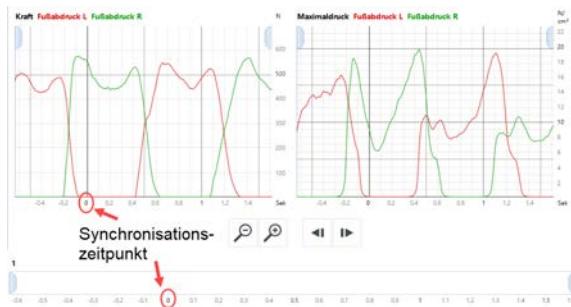 Kraft Fußabdruck L Fußabdruck R N
600
500
400
300
200
100
-0.4 -0.2 0 0.2 0.4 0.6 0.8 1 1.2 1.4 Sek
Maximaldruck Fußabdruck L Fußabdruck R N/
cm²
22
20
18
16
14
12
10
8
6
4
2
-0.4 -0.2 0 0.2 0.4 0.6 0.8 1 1.2 1.4 Sek
Synchronisations-
zeitpunkt
1
-0.6 -0.5 -0.4 -0.3 -0.2 -0.1 0 0.1 0.2 0.3 0.4 0.5 0.6 0.7 0.8 0.9 1 1.1 1.2 1.3 1.4 1.5 1.6